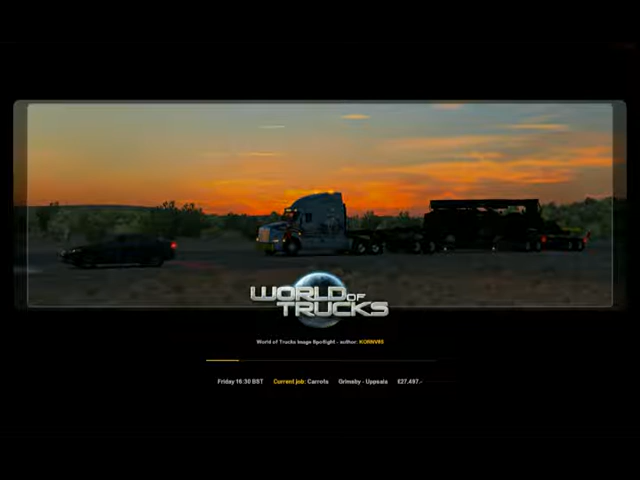 WORLD OF
TRUCKS
World of Trucks Image Spotlight - author: KORNV85
Friday 16:30 BST Current job: Carrots Grimsby - Uppsala €27.497.-